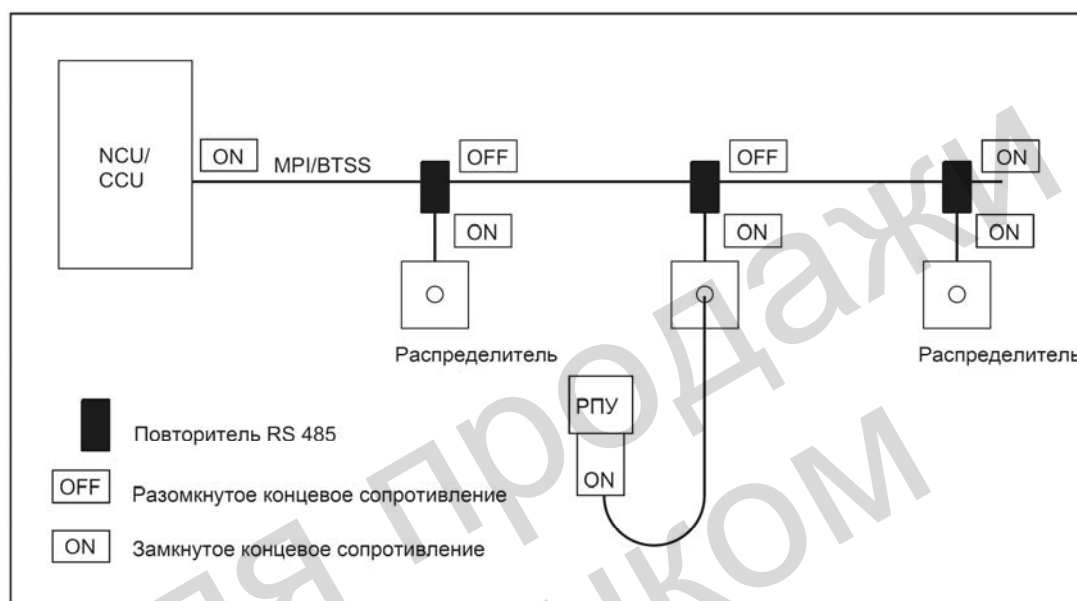 NCU/
CCU
ON
MPI/BTSS
OFF
OFF
ON
ON
ON
ON
Распределитель
Распределитель
РПУ
ON
Повторитель RS 485
OFF Разомкнутое концевое сопротивление
ON Замкнутое концевое сопротивление
продажи